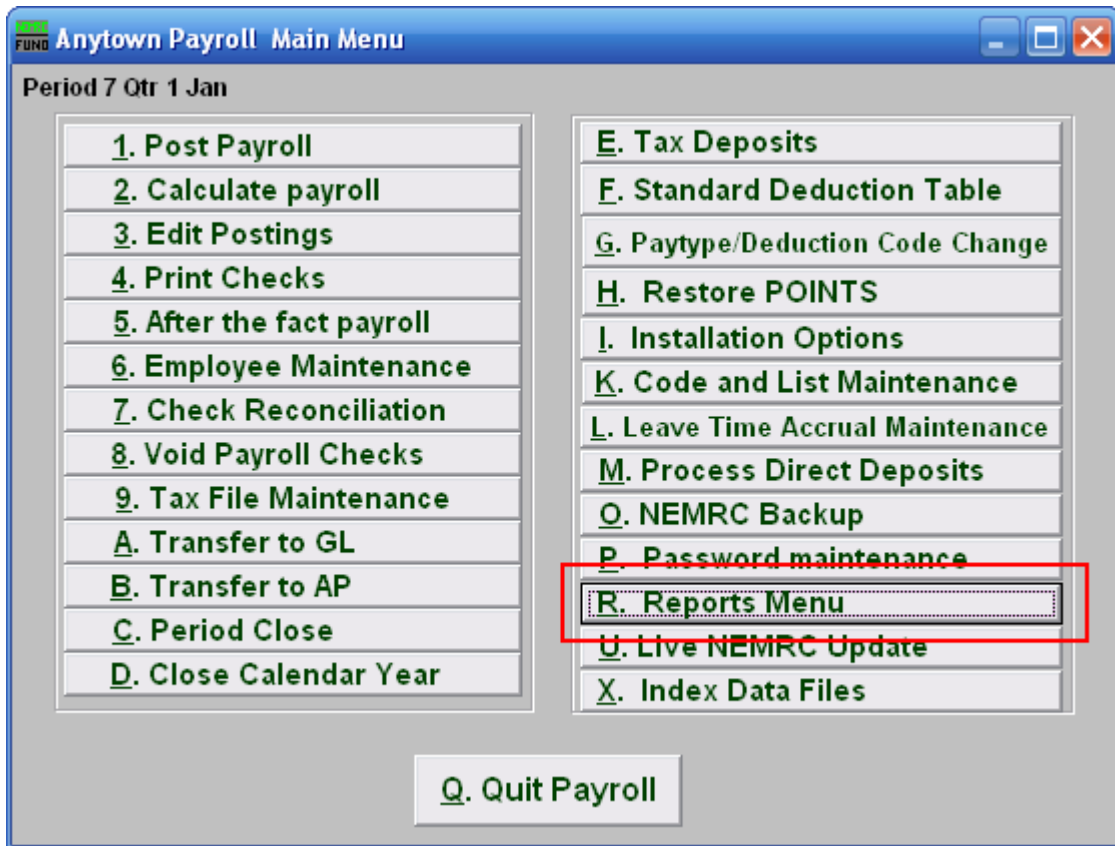 NEMRC
FUND Anytown Payroll Main Menu
Period 7 Qtr 1 Jan
1. Post Payroll
2. Calculate payroll
3. Edit Postings
4. Print Checks
5. After the fact payroll
6. Employee Maintenance
7. Check Reconciliation
8. Void Payroll Checks
9. Tax File Maintenance
A. Transfer to GL
B. Transfer to AP
C. Period Close
D. Close Calendar Year
E. Tax Deposits
F. Standard Deduction Table
G. Paytype/Deduction Code Change
H. Restore POINTS
I. Installation Options
K. Code and List Maintenance
L. Leave Time Accrual Maintenance
M. Process Direct Deposits
O. NEMRC Backup
P. Password maintenance
R. Reports Menu
U. Live NEMRC Update
X. Index Data Files
Q. Quit Payroll